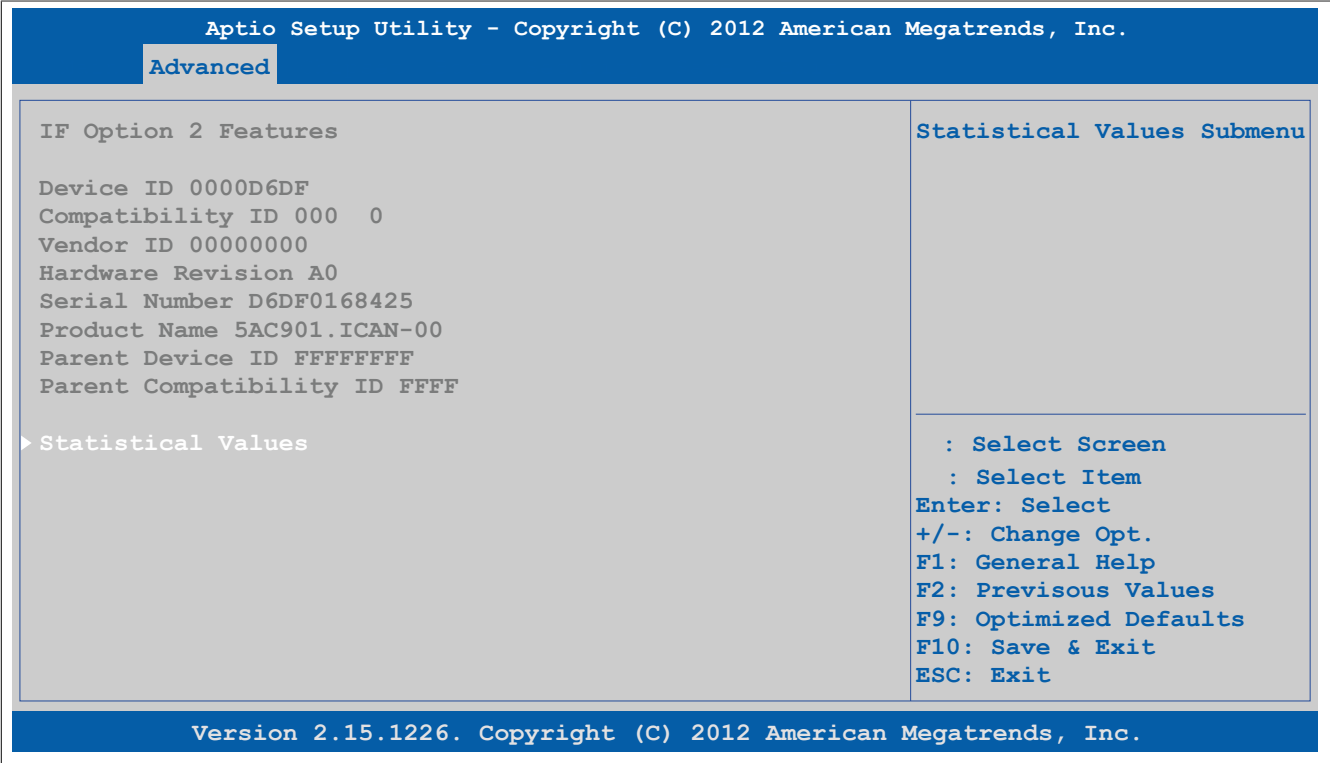 Aptio Setup Utility - Copyright (C) 2012 American Megatrends, Inc.
Advanced
IF Option 2 Features
Device ID 0000D6DF
Compatibility ID 000  0
Vendor ID 00000000
Hardware Revision A0
Serial Number D6DF0168425
Product Name 5AC901.ICAN-00
Parent Device ID FFFFFFFF
Parent Compatibility ID FFFF
Statistical Values
Statistical Values Submenu
: Select Screen
: Select Item
Enter: Select
+/-: Change Opt.
F1: General Help
F2: Previsous Values
F9: Optimized Defaults
F10: Save & Exit
ESC: Exit
Version 2.15.1226. Copyright (C) 2012 American Megatrends, Inc.